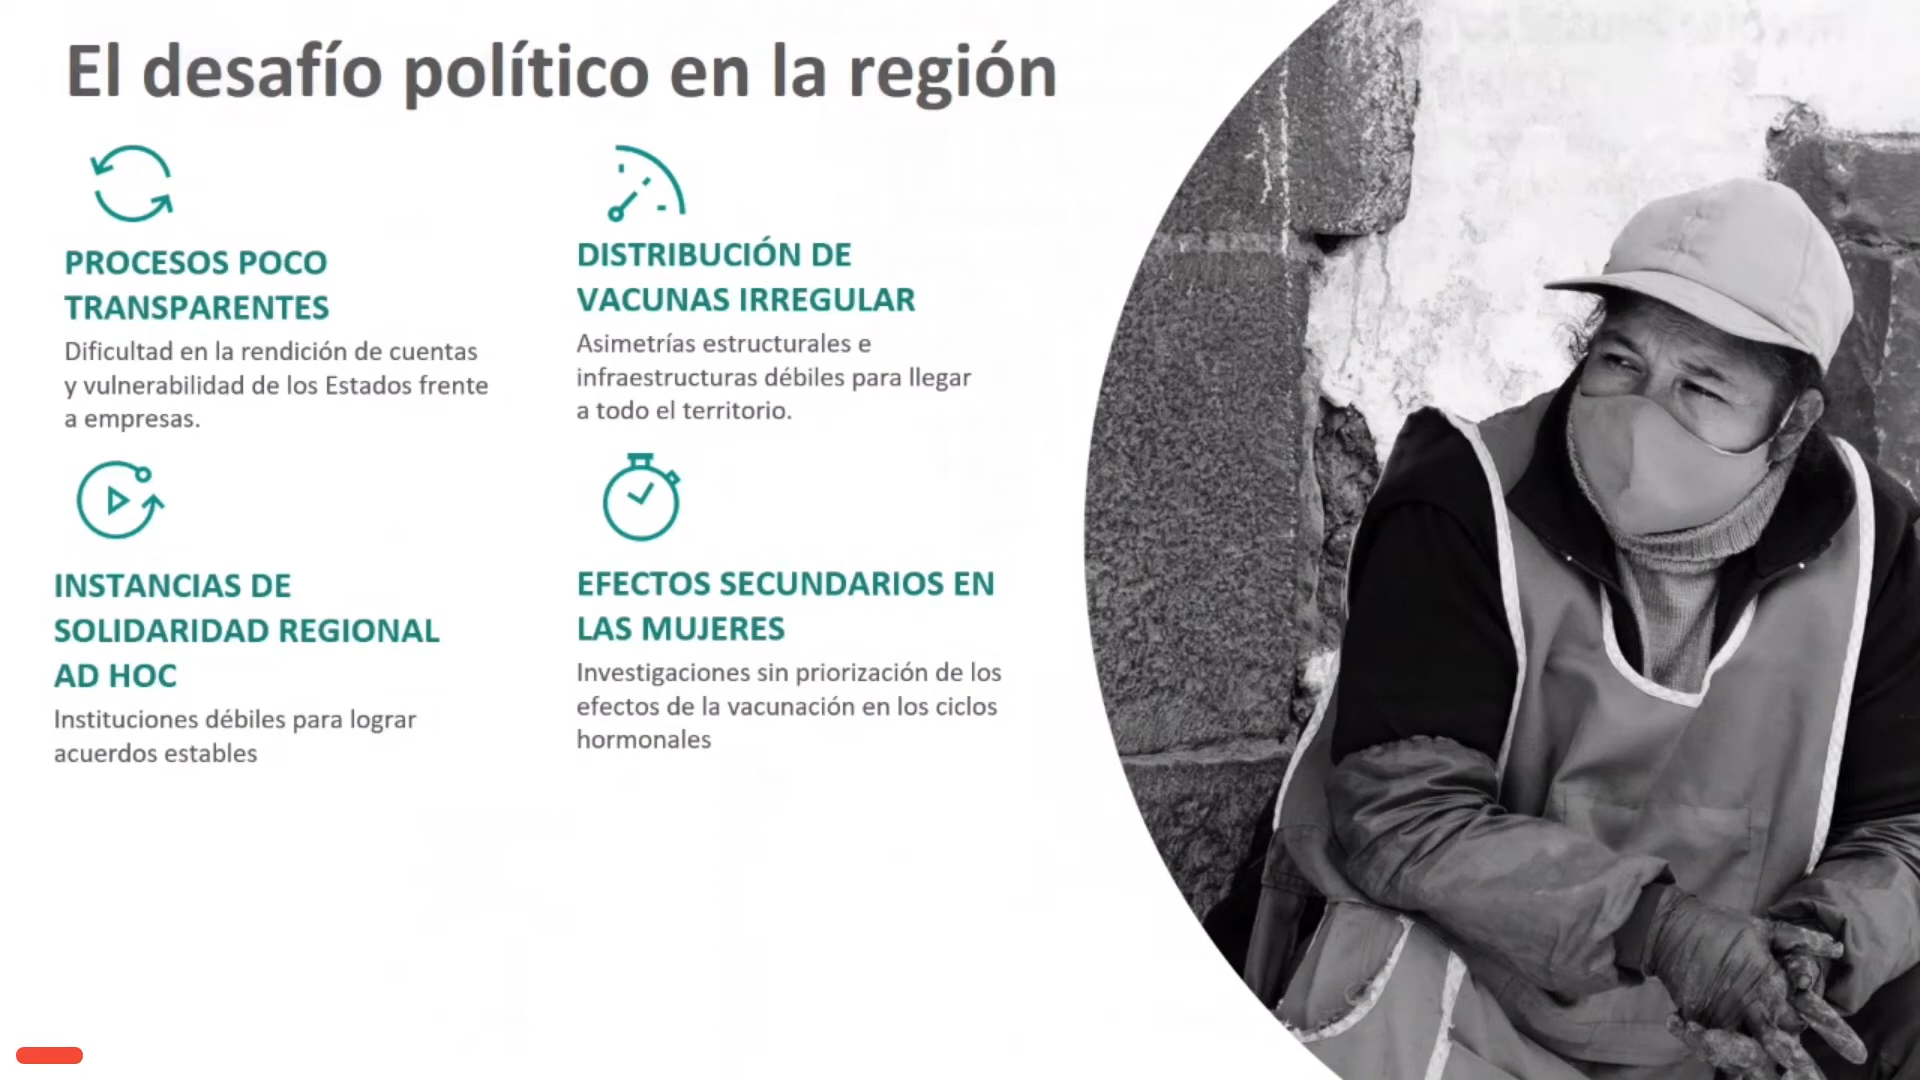 El desafío político en la región
PROCESOS POCO
TRANSPARENTES
Dificultad en la rendición de cuentas
y vulnerabilidad de los Estados frente
a empresas.
DISTRIBUCIÓN DE
VACUNAS IRREGULAR
Asimetrías estructurales e
infraestructuras débiles para llegar
a todo el territorio.
INSTANCIAS DE
SOLIDARIDAD REGIONAL
AD HOC
Instituciones débiles para lograr
acuerdos estables
EFECTOS SECUNDARIOS EN
LAS MUJERES
Investigaciones sin priorización de los
efectos de la vacunación en los ciclos
hormonales